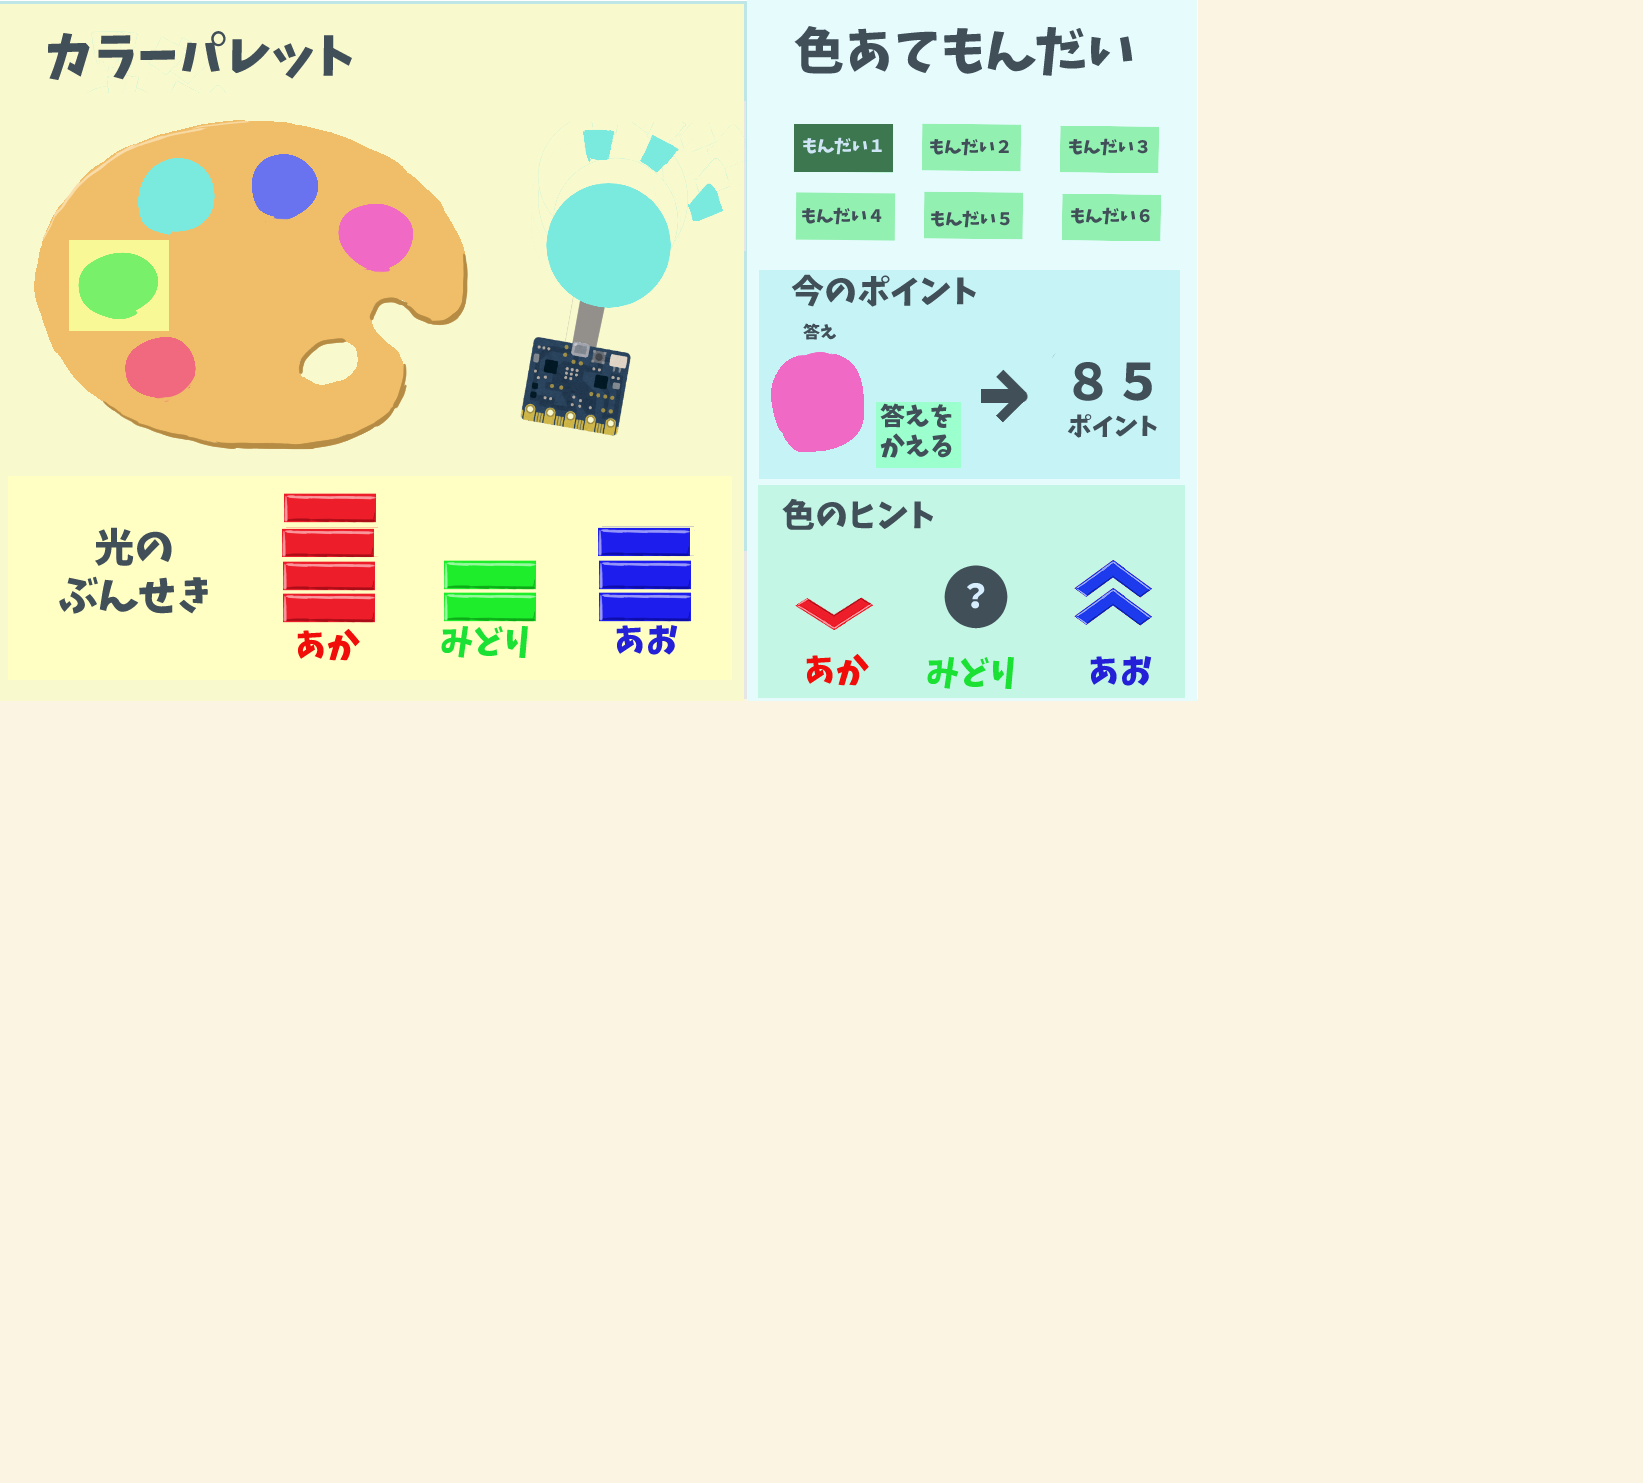 カラーパレット
光の
ぶんせき
あか
みどり
あお
色あてもんだい
もんだい1
もんだい2
もんだい3
もんだい4
もんだい5
もんだい6
今のポイント
答え
答えを
かえる
85
ポイント
色のヒント
?
あか
みどり
あお